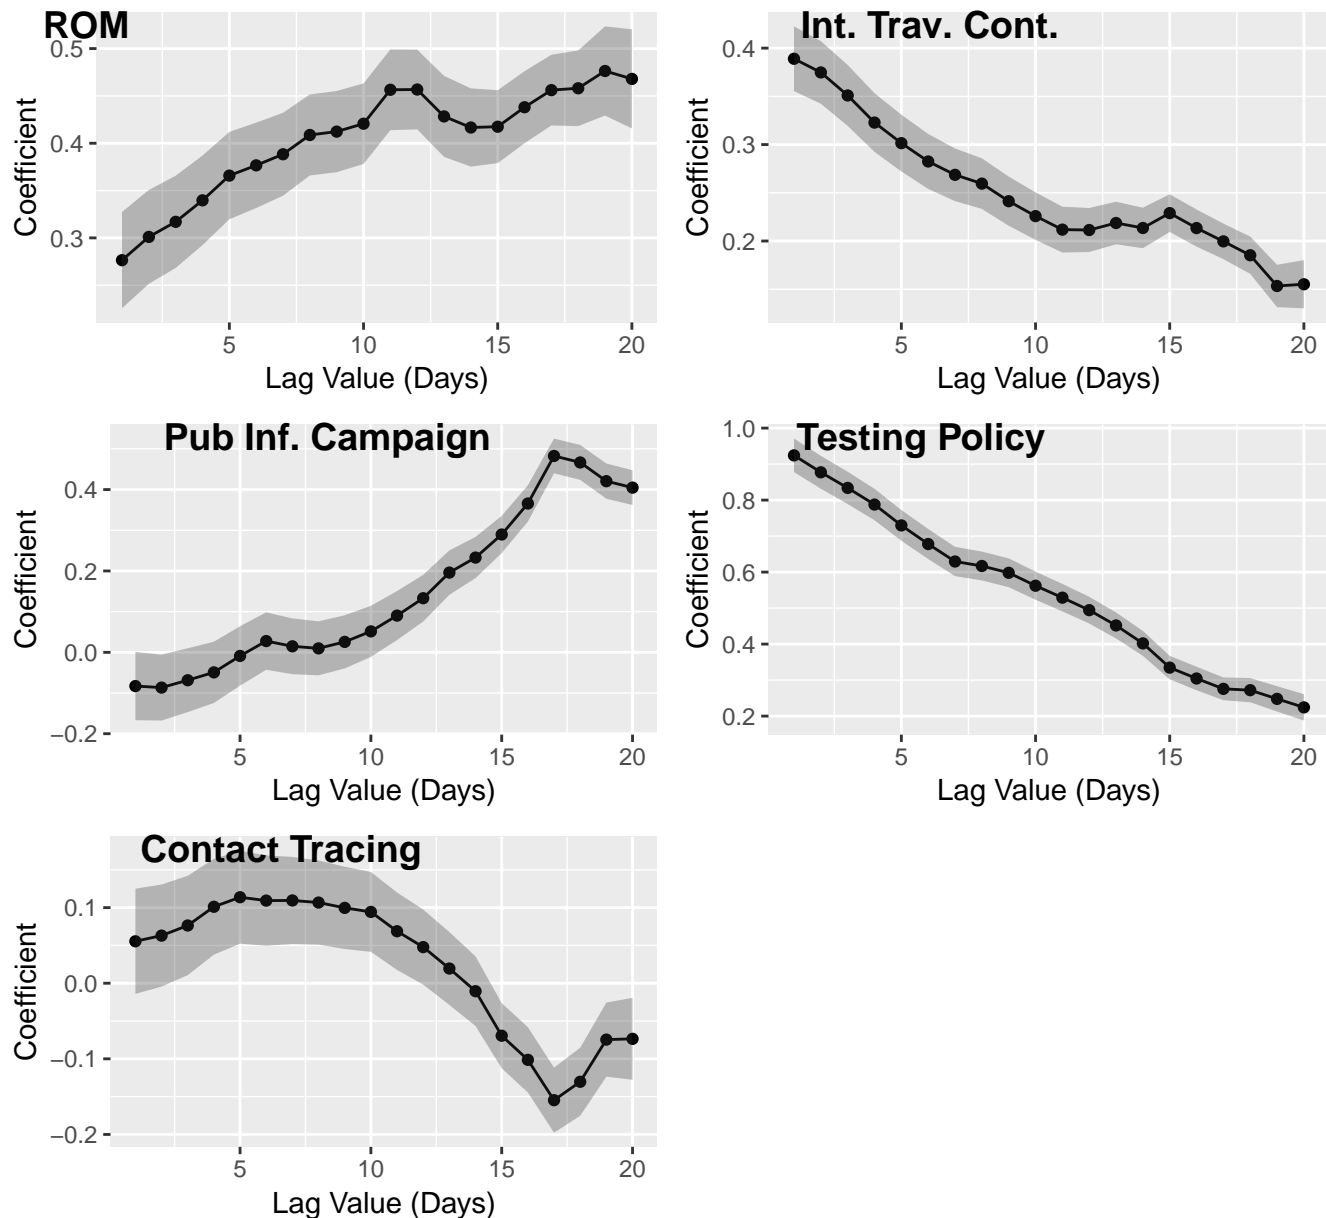 ROM
0.5
0.4
0.3
Coefficient
5 10 15 20
Lag Value (Days)
Int. Trav. Cont.
0.4
0.3
0.2
Coefficient
5 10 15 20
Lag Value (Days)
Pub Inf. Campaign
0.4
0.2
0.0
−0.2
Coefficient
5 10 15 20
Lag Value (Days)
Testing Policy
1.0
0.8
0.6
0.4
0.2
Coefficient
5 10 15 20
Lag Value (Days)
Contact Tracing
0.1
0.0
−0.1
−0.2
Coefficient
5 10 15 20
Lag Value (Days)